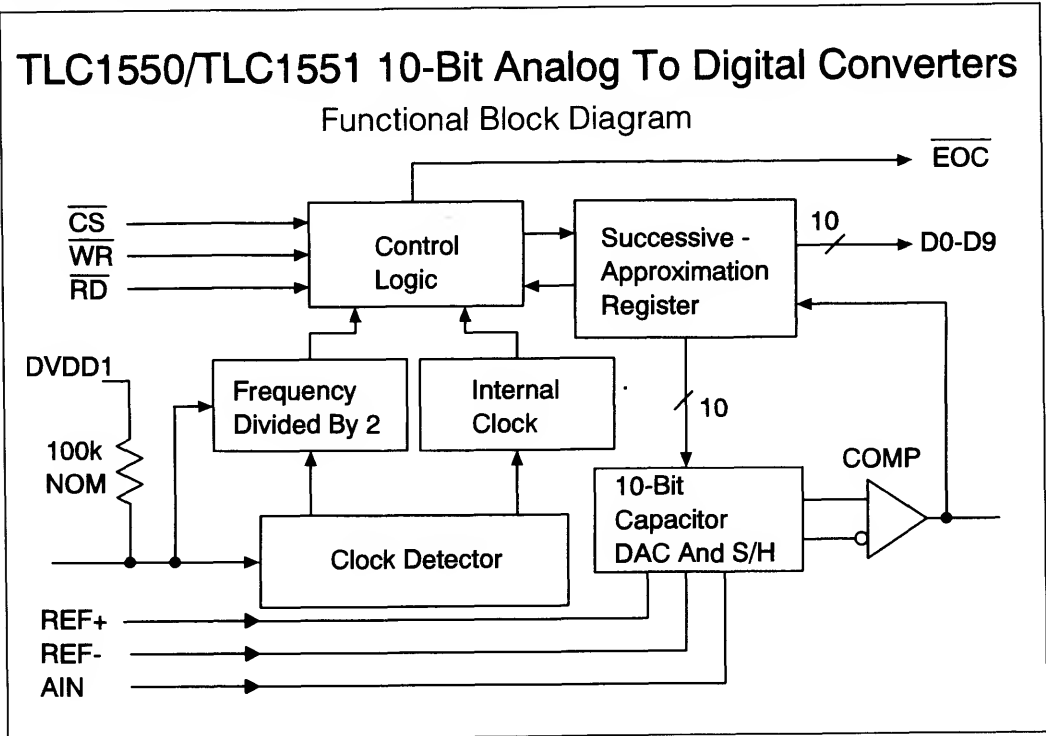 TLC1550/TLC1551 10-Bit Analog To Digital Converters
Functional Block Diagram
EOC
CS
WR
RD
Control
Logic
Successive -
Approximation
Register
10
D0-D9
DVDD1
100k
NOM
Frequency
Divided By 2
Internal
Clock
10
COMP
10-Bit
Capacitor
DAC And S/H
Clock Detector
REF+
REF-
AIN